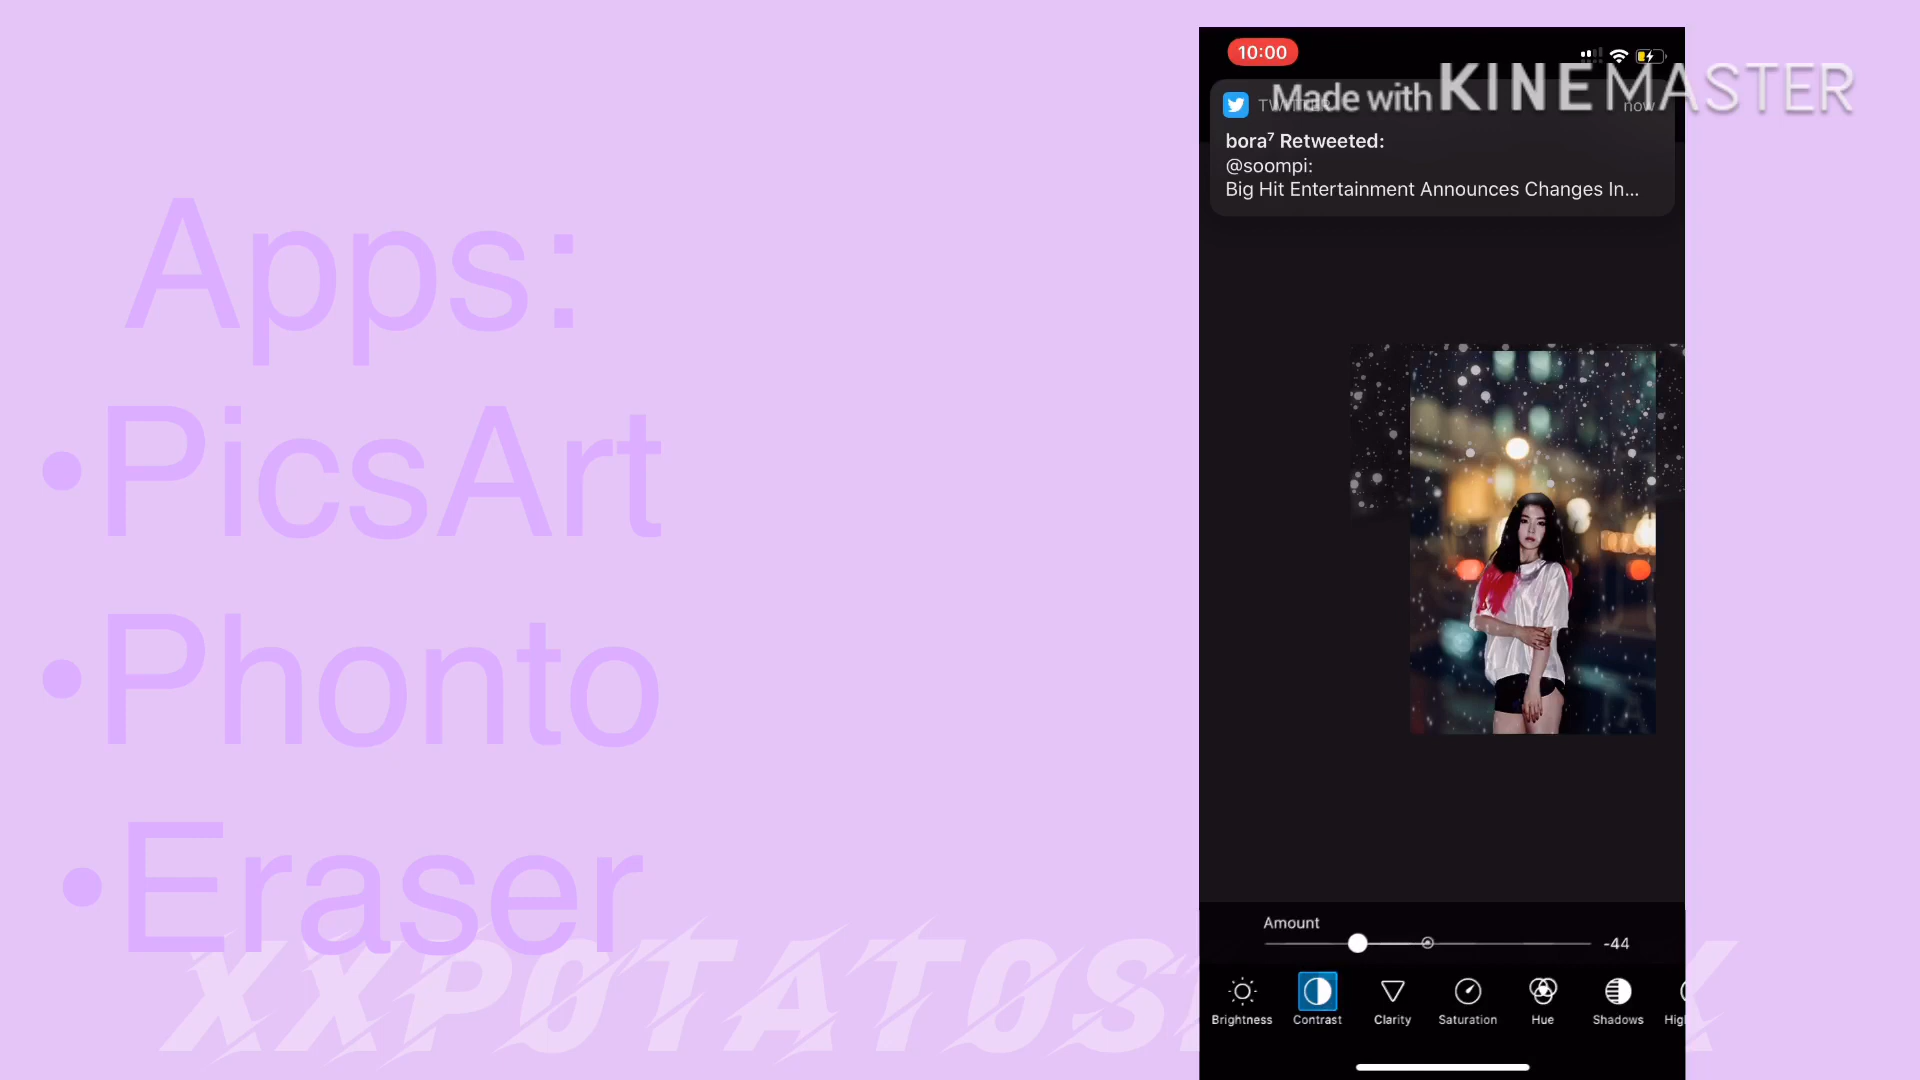 Apps:
•PicsArt
•Phonto
•Eraser
10:00
Made with KINEMASTER
TWITTER
now
bora⁷ Retweeted:
@soompi:
Big Hit Entertainment Announces Changes In...
Amount
-44
Brightness
Contrast
Clarity
Saturation
Hue
Shadows